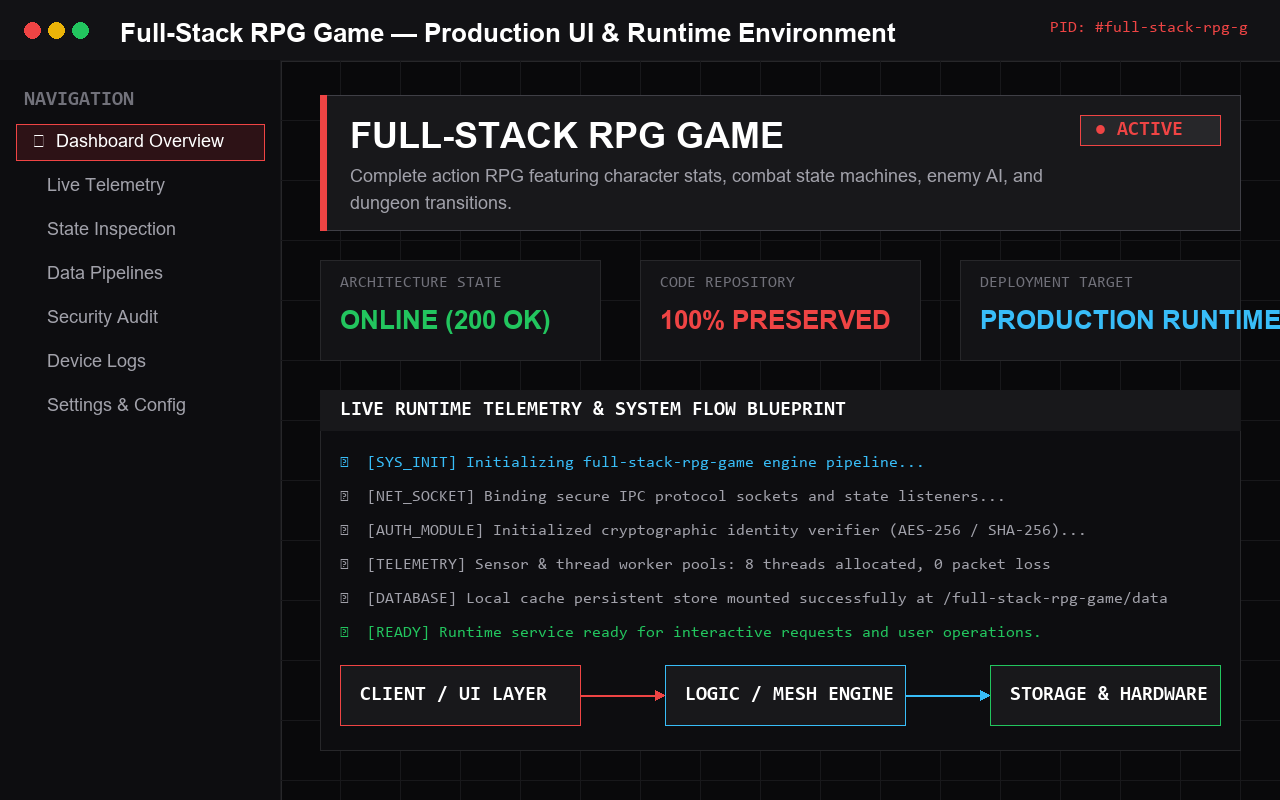 Full-Stack RPG Game — Production UI & Runtime Environment
PID: #full-stack-rpg-g
NAVIGATION
Dashboard Overview
Live Telemetry
State Inspection
Data Pipelines
Security Audit
Device Logs
Settings & Config
FULL-STACK RPG GAME
● ACTIVE
Complete action RPG featuring character stats, combat state machines, enemy AI, and
dungeon transitions.
ARCHITECTURE STATE
ONLINE (200 OK)
CODE REPOSITORY
100% PRESERVED
DEPLOYMENT TARGET
PRODUCTION RUNTIME
LIVE RUNTIME TELEMETRY & SYSTEM FLOW BLUEPRINT
[SYS_INIT] Initializing full-stack-rpg-game engine pipeline...
[NET_SOCKET] Binding secure IPC protocol sockets and state listeners...
[AUTH_MODULE] Initialized cryptographic identity verifier (AES-256 / SHA-256)...
[TELEMETRY] Sensor & thread worker pools: 8 threads allocated, 0 packet loss
[DATABASE] Local cache persistent store mounted successfully at /full-stack-rpg-game/data
[READY] Runtime service ready for interactive requests and user operations.
CLIENT / UI LAYER
LOGIC / MESH ENGINE
STORAGE & HARDWARE